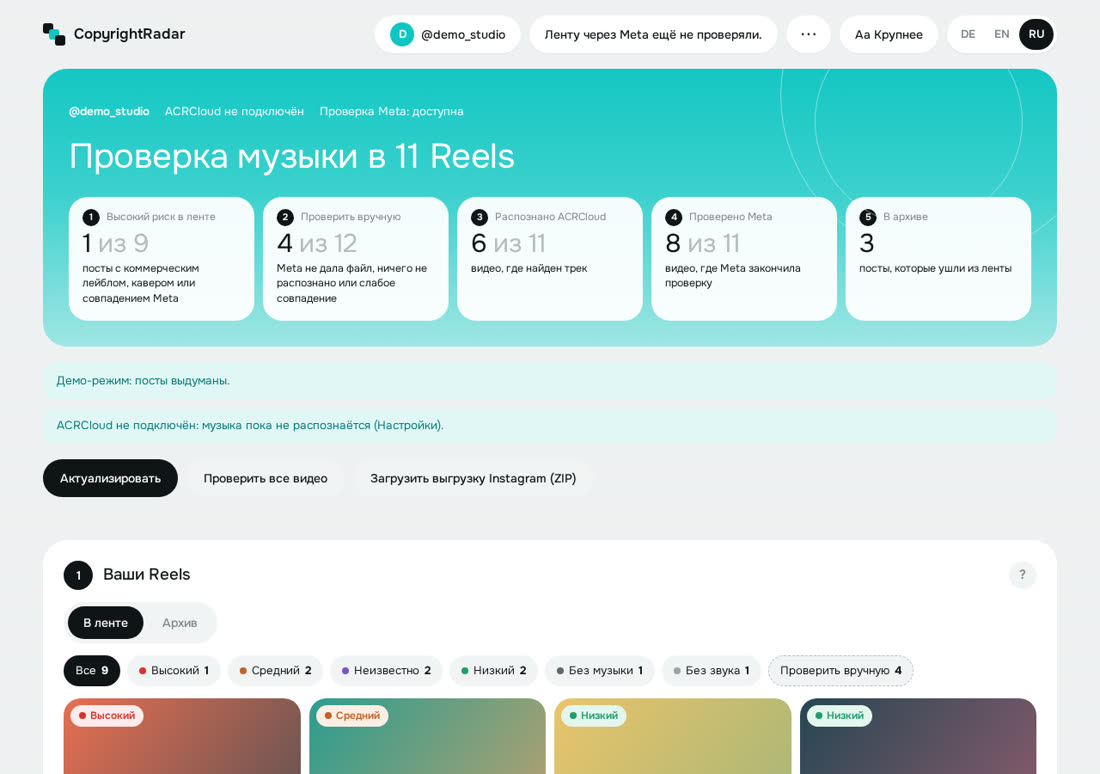 CopyrightRadar
D @demo_studio
Ленту через Meta ещё не проверяли.
···
Aa Крупнее
DE EN RU
@demo_studio ACRCloud не подключён Проверка Meta: доступна
Проверка музыки в 11 Reels
1 Высокий риск в ленте
1 из 9
посты с коммерческим
лейблом, кавером или
совпадением Meta
2 Проверить вручную
4 из 12
Meta не дала файл, ничего не
распознано или слабое
совпадение
3 Распознано ACRCloud
6 из 11
видео, где найден трек
4 Проверено Meta
8 из 11
видео, где Meta закончила
проверку
5 В архиве
3
посты, которые ушли из ленты
Демо-режим: посты выдуманы.
ACRCloud не подключён: музыка пока не распознаётся (Настройки).
Актуализировать Проверить все видео Загрузить выгрузку Instagram (ZIP)
1 Ваши Reels ?
В ленте Архив
Все 9 Высокий 1 Средний 2 Неизвестно 2 Низкий 2 Без музыки 1 Без звука 1 Проверить вручную 4
Высокий Средний Низкий Низкий